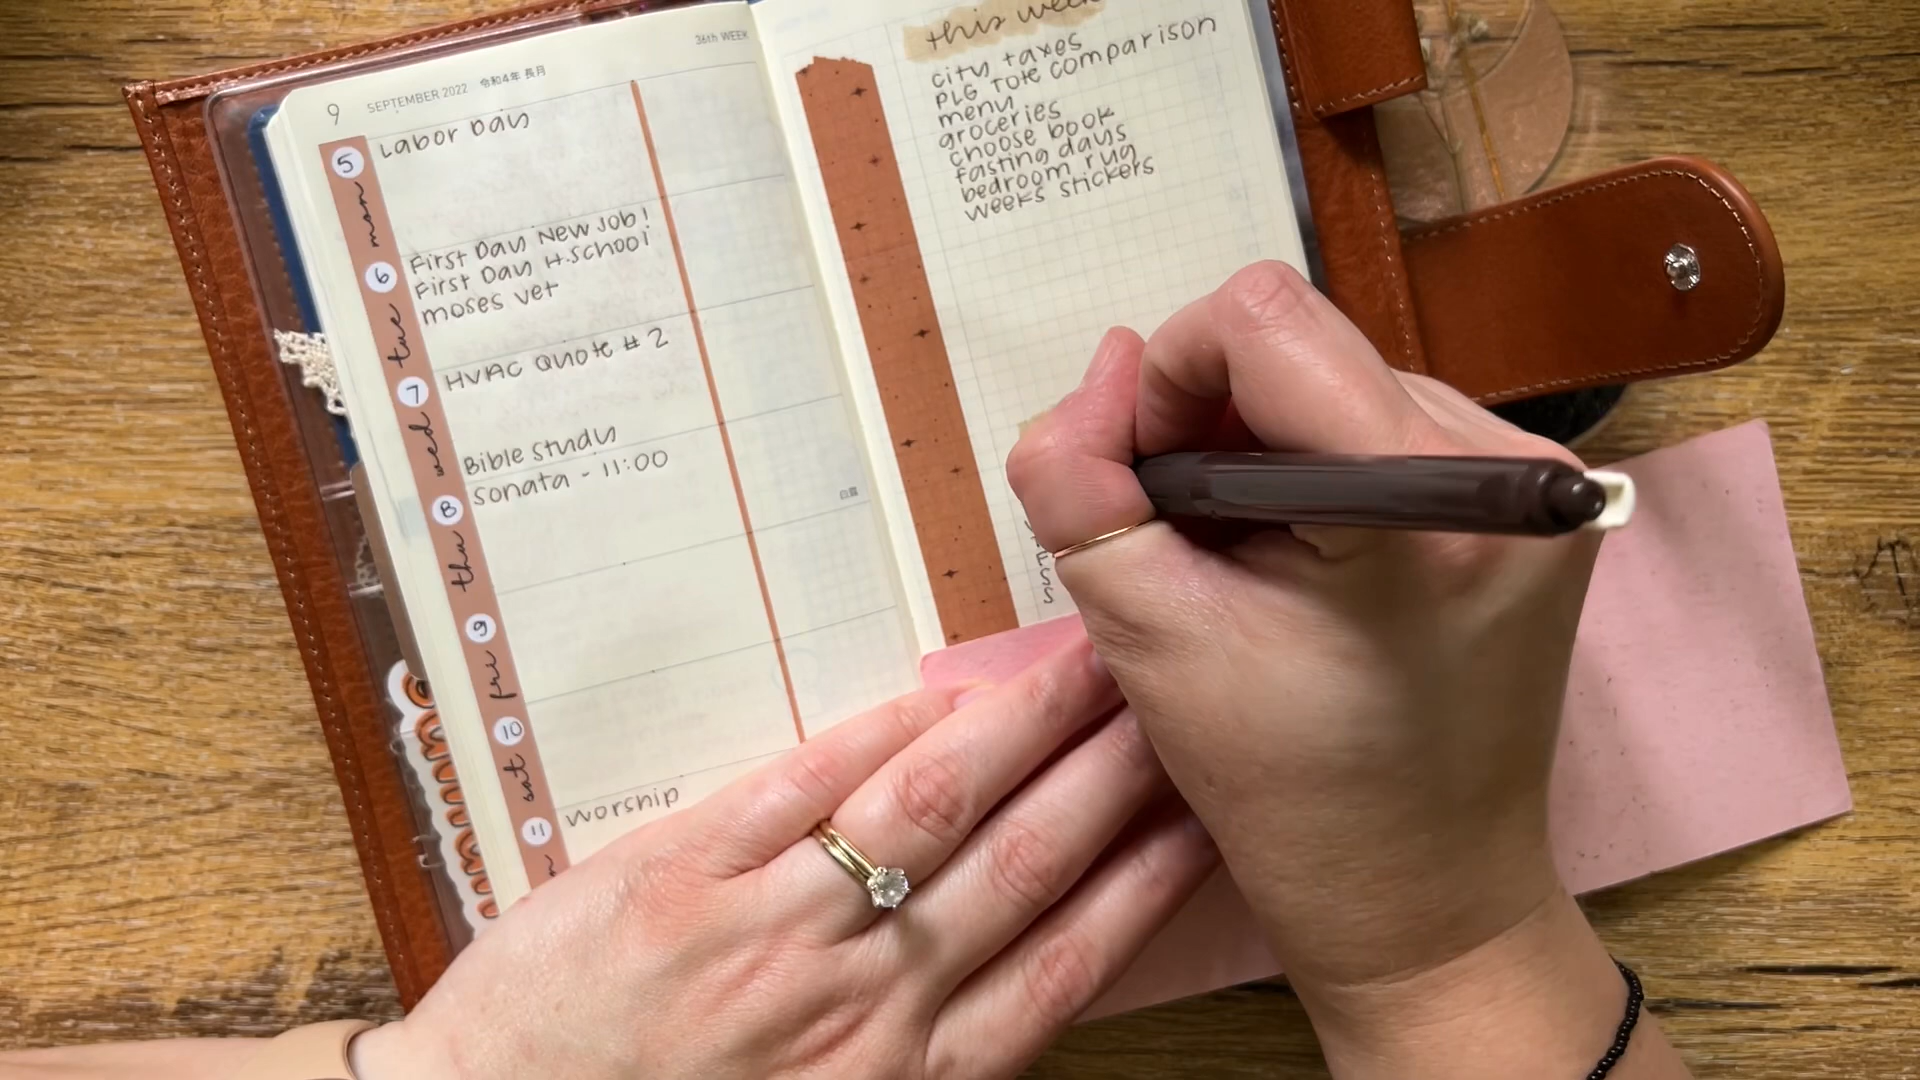 9 SEPTEMBER 2022 令和4年 長月
36th WEEK
5 mon
Labor Day
6 tue
First Day New Job!
First Day H.School
moses vet
7 wed
HVAC Quote # 2
8 thu
Bible Study
Sonata - 11:00
白露
9 fri
10 sat
11
worship
this week
city taxes
PLG Tote comparison
menu
groceries
choose book
fasting days
bedroom rug
weeks stickers